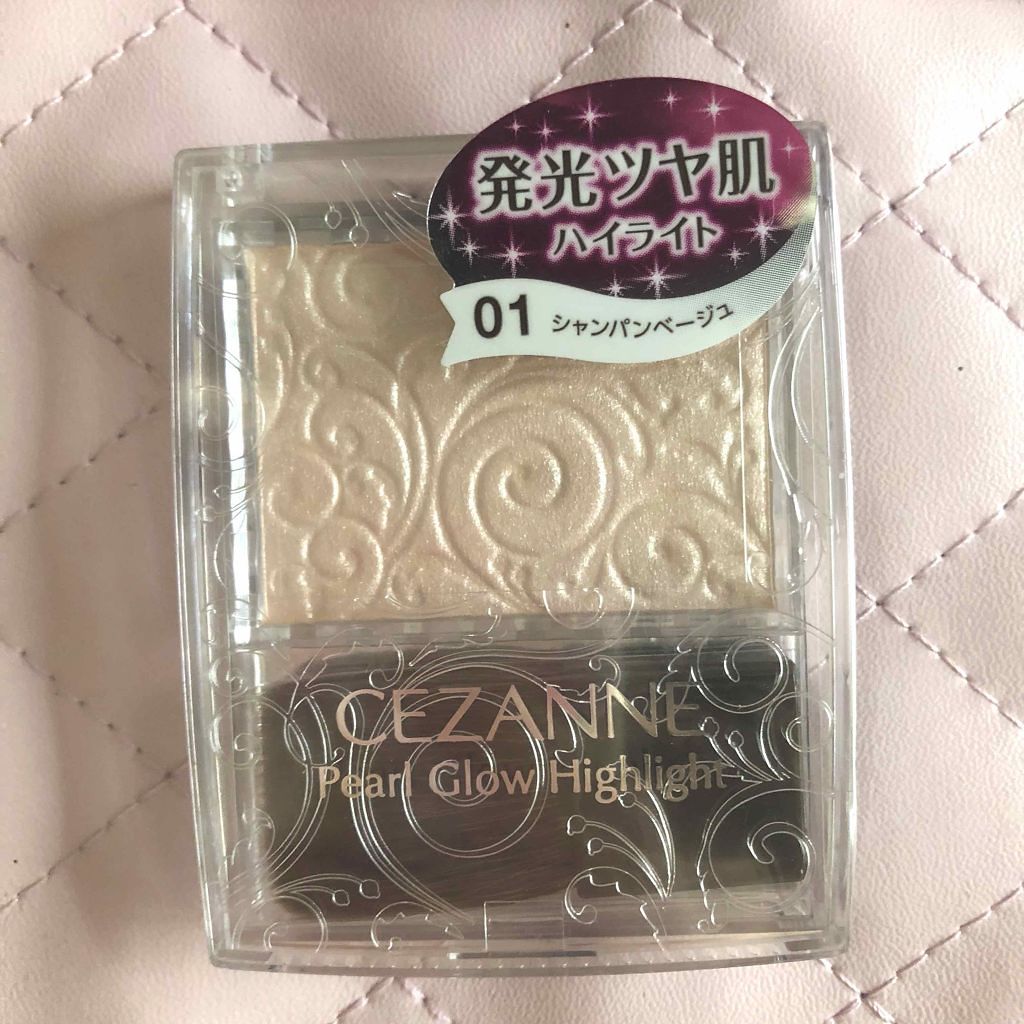 発光ツヤ肌
ハイライト
01 シャンパンベージュ
CEZANNE
Pearl Glow Highlight